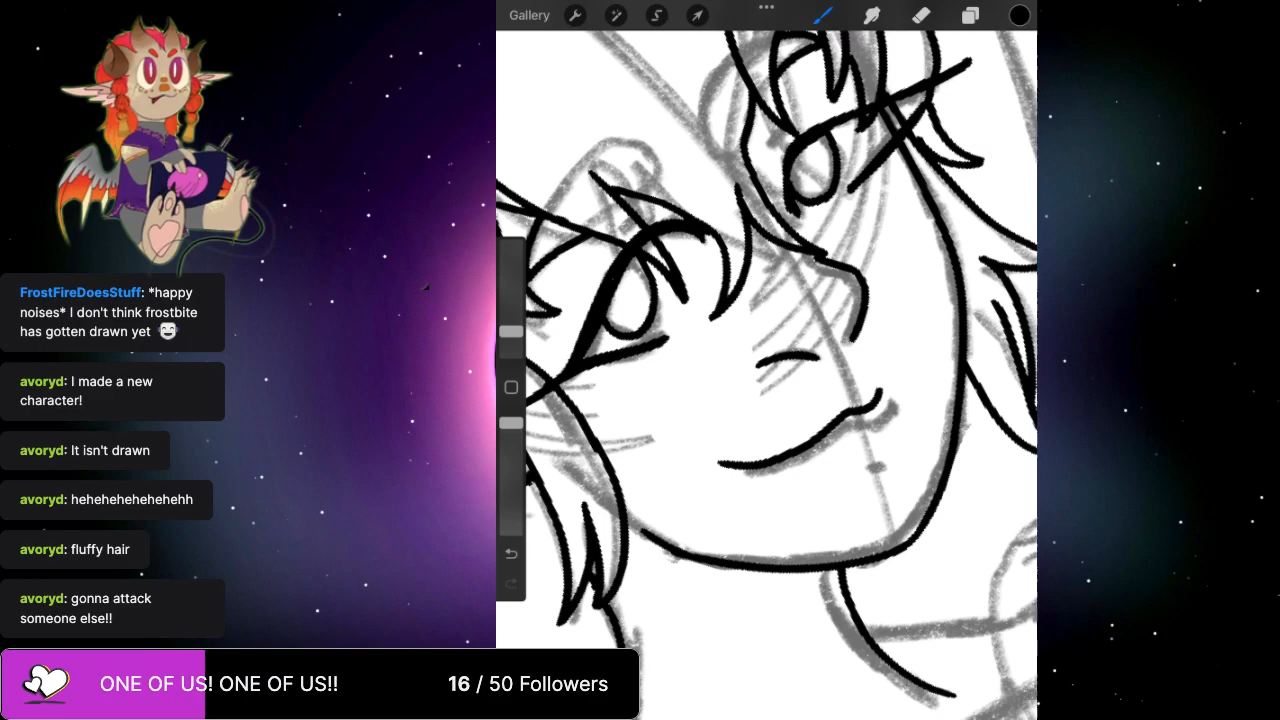 Gallery
FrostFireDoesStuff: *happy
noises* I don't think frostbite
has gotten drawn yet
avoryd: I made a new
character!
avoryd: It isn't drawn
avoryd: hehehehehehehehh
avoryd: fluffy hair
avoryd: gonna attack
someone else!!
ONE OF US! ONE OF US!!
16 / 50 Followers